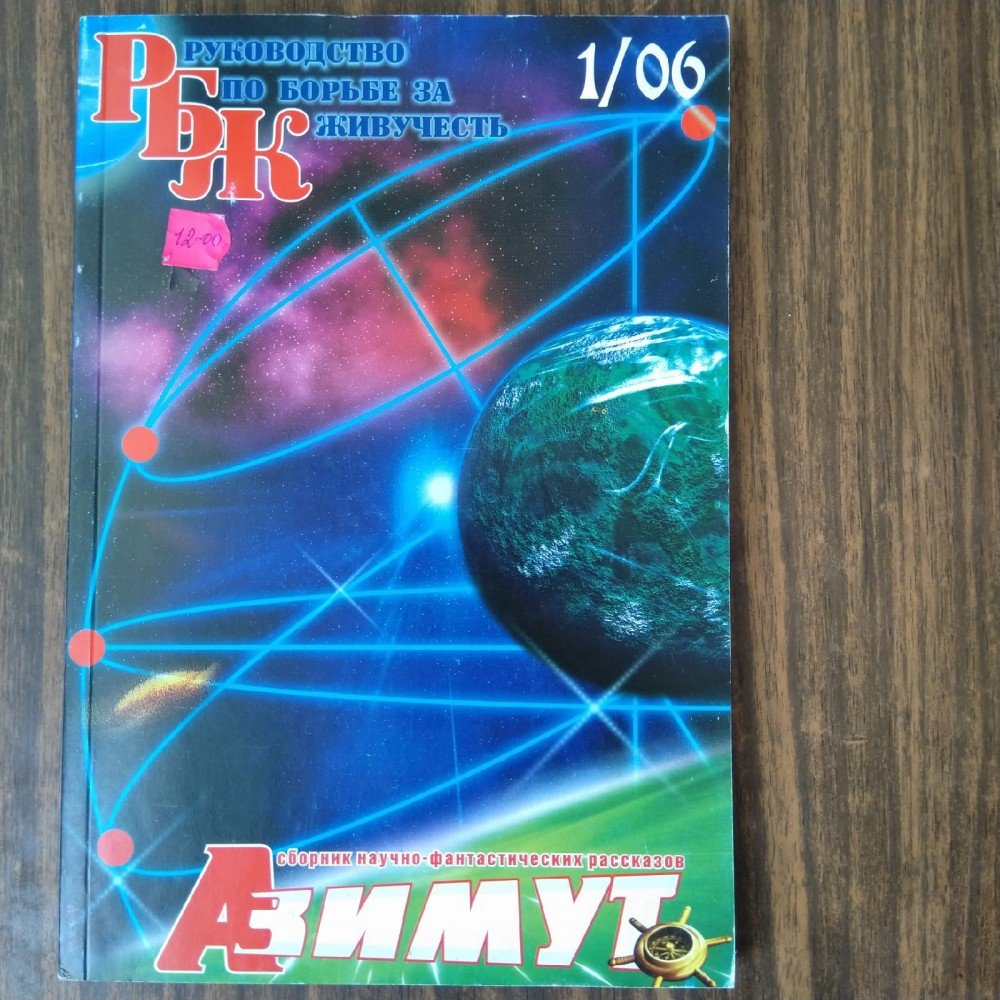 РБЖ
РУКОВОДСТВО
ПО БОРЬБЕ ЗА
ЖИВУЧЕСТЬ
1/06
12-00
сборник научно-фантастических рассказов
АЗИМУТ